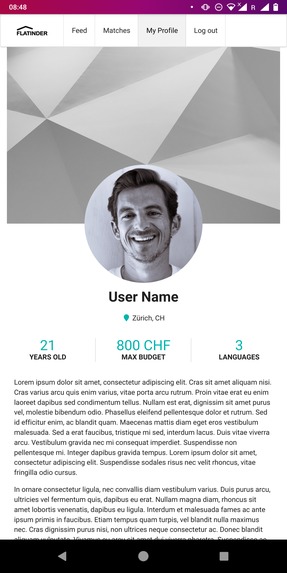 08:48
R
FLATINDER Feed Matches My Profile Log out
User Name
Zürich, CH
21 800 CHF 3
YEARS OLD MAX BUDGET LANGUAGES
Lorem ipsum dolor sit amet, consectetur adipiscing elit. Cras sit amet aliquam nisi.
Cras varius arcu quis enim varius, vitae porta arcu rutrum. Proin vitae erat eu enim
laoreet dapibus sed condimentum tellus. Nullam est erat, dignissim sit amet purus
vel, molestie bibendum odio. Phasellus eleifend pellentesque dolor et rutrum. Sed
id efficitur enim, ac blandit quam. Maecenas mattis diam eget eros vestibulum
malesuada. Sed a erat faucibus, tristique mi sed, interdum lacus. Duis vitae viverra
arcu. Vestibulum gravida nec mi consequat imperdiet. Suspendisse non
pellentesque mi. Integer dapibus gravida tempus. Lorem ipsum dolor sit amet,
consectetur adipiscing elit. Suspendisse sodales risus nec velit rhoncus, vitae
fringilla odio cursus.
In ornare consectetur ligula, nec convallis diam vestibulum varius. Duis purus arcu,
ultricies vel fermentum quis, dapibus eu erat. Nullam magna diam, rhoncus sit
amet lobortis venenatis, dapibus id erat. Interdum et malesuada fames ac ante
ipsum primis in faucibus. Etiam tempus quam turpis, vel blandit nulla maximus
nec. Cras dignissim purus nisi, non ultrices neque consectetur ac. Donec blandit